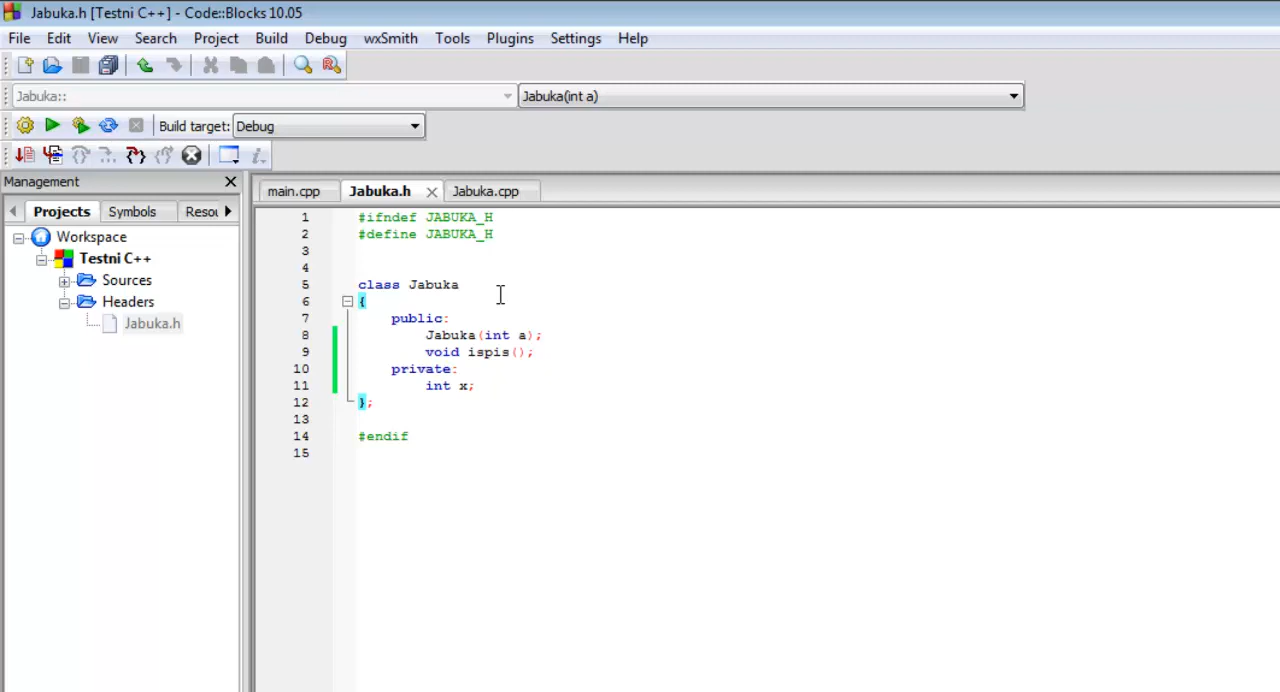 Jabuka.h [Testni C++] - Code::Blocks 10.05
File Edit View Search Project Build Debug wxSmith Tools Plugins Settings Help
Jabuka:: Jabuka(int a)
Build target: Debug
Management
Projects Symbols Resou
main.cpp Jabuka.h Jabuka.cpp
Workspace
Testni C++
Sources
Headers
Jabuka.h
1 #ifndef JABUKA_H
2 #define JABUKA_H
3
4
5 class Jabuka
6 {
7 public:
8 Jabuka(int a);
9 void ispis();
10 private:
11 int x;
12 };
13
14 #endif
15